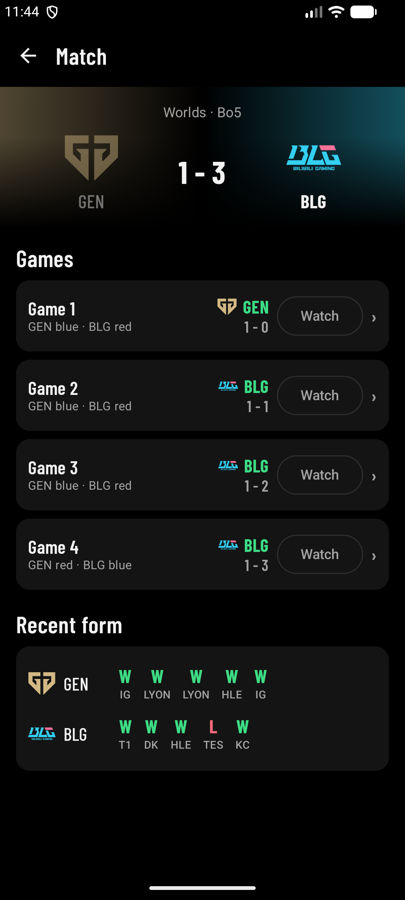 11:44
Match
Worlds · Bo5
GEN
1 - 3
BLG
BILIBILI GAMING
BLG
Games
Game 1
GEN blue · BLG red
GEN
1 - 0
Watch
Game 2
GEN blue · BLG red
BLG
1 - 1
Watch
Game 3
GEN blue · BLG red
BLG
1 - 2
Watch
Game 4
GEN red · BLG blue
BLG
1 - 3
Watch
Recent form
GEN
W W W W W
IG LYON LYON HLE IG
BLG
W W W L W
T1 DK HLE TES KC